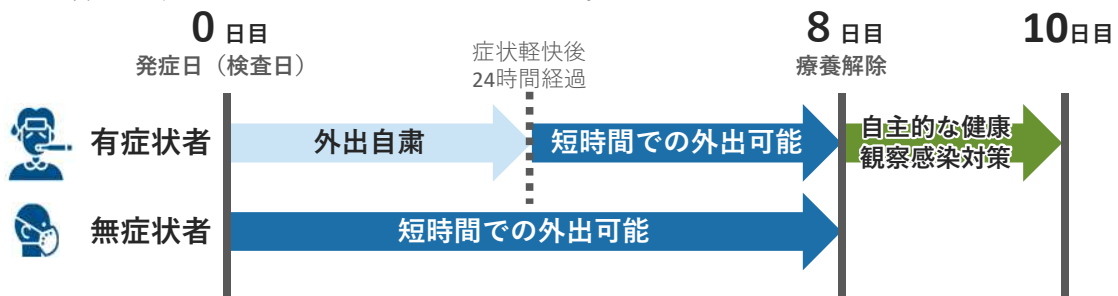 0 日目
発症日（検査日）
症状軽快後
24時間経過
8 日目
療養解除
10日目
有症状者
外出自粛
短時間での外出可能
自主的な健康
観察感染対策
無症状者
短時間での外出可能